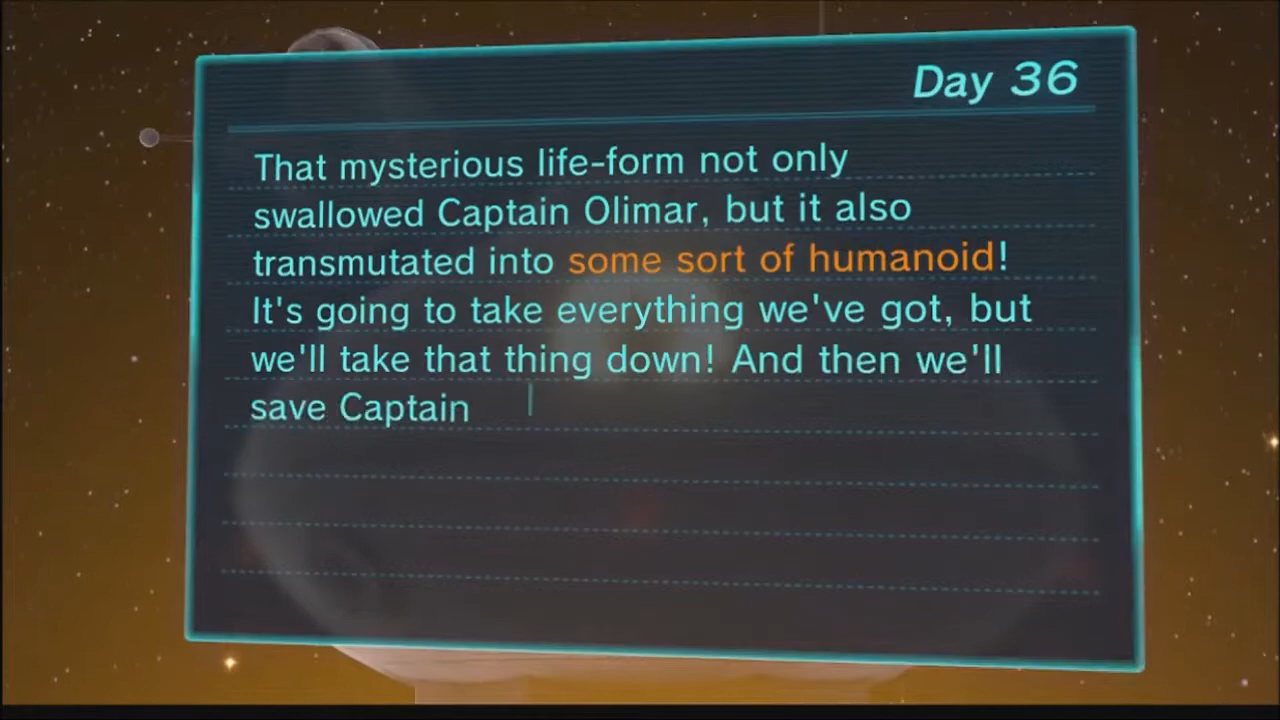 Day 36
That mysterious life-form not only
swallowed Captain Olimar, but it also
transmutated into some sort of humanoid!
It's going to take everything we've got, but
we'll take that thing down! And then we'll
save Captain